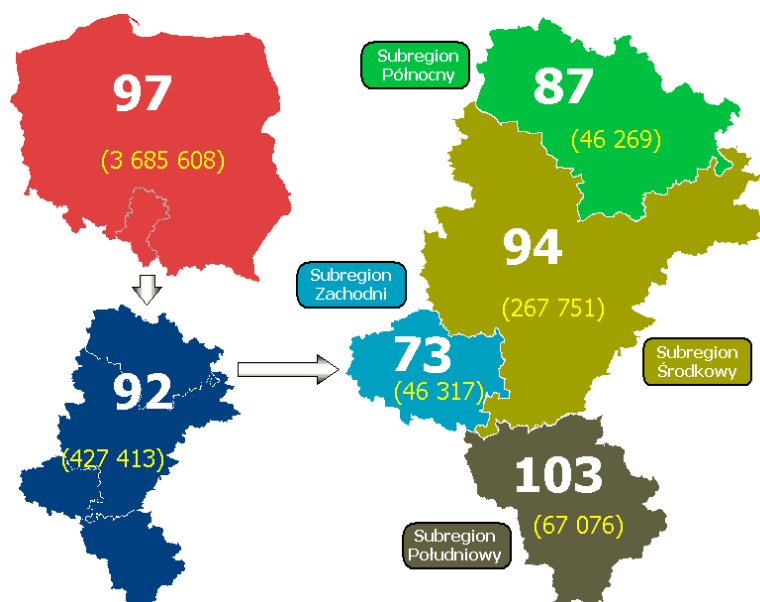 97
(3 685 608)
92
(427 413)
Subregion
Północny
87
(46 269)
94
(267 751)
Subregion
Zachodni
73
(46 317)
Subregion
Środkowy
103
(67 076)
Subregion
Południowy